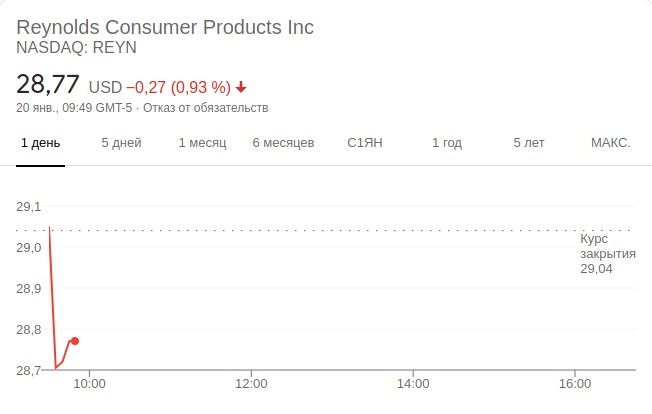 Reynolds Consumer Products Inc
NASDAQ: REYN
28,77 USD −0,27 (0,93 %)
20 янв., 09:49 GMT-5 · Отказ от обязательств
1 день 5 дней 1 месяц 6 месяцев С1ЯН 1 год 5 лет МАКС.
29,1
29,0
28,9
28,8
28,7
Курс
закрытия
29,04
10:00 12:00 14:00 16:00